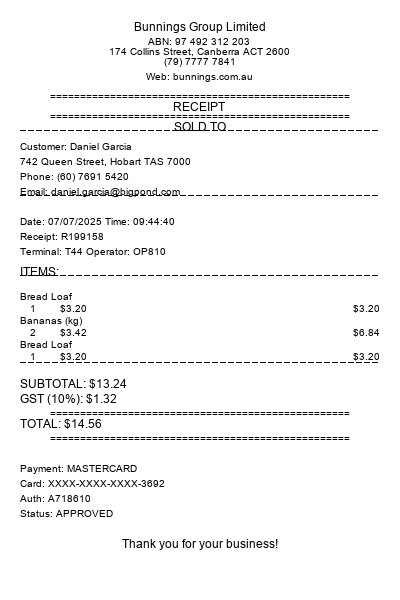 Bunnings Group Limited
ABN: 97 492 312 203
174 Collins Street, Canberra ACT 2600
(79) 7777 7841
Web: bunnings.com.au
==================================================
RECEIPT
==================================================
SOLD TO
Customer: Daniel Garcia
742 Queen Street, Hobart TAS 7000
Phone: (60) 7691 5420
Email: daniel.garcia@bigpond.com
Date: 07/07/2025 Time: 09:44:40
Receipt: R199158
Terminal: T44 Operator: OP810
ITEMS:
Bread Loaf
1 $3.20 $3.20
Bananas (kg)
2 $3.42 $6.84
Bread Loaf
1 $3.20 $3.20
SUBTOTAL: $13.24
GST (10%): $1.32
==================================================
TOTAL: $14.56
==================================================
Payment: MASTERCARD
Card: XXXX-XXXX-XXXX-3692
Auth: A718610
Status: APPROVED
Thank you for your business!